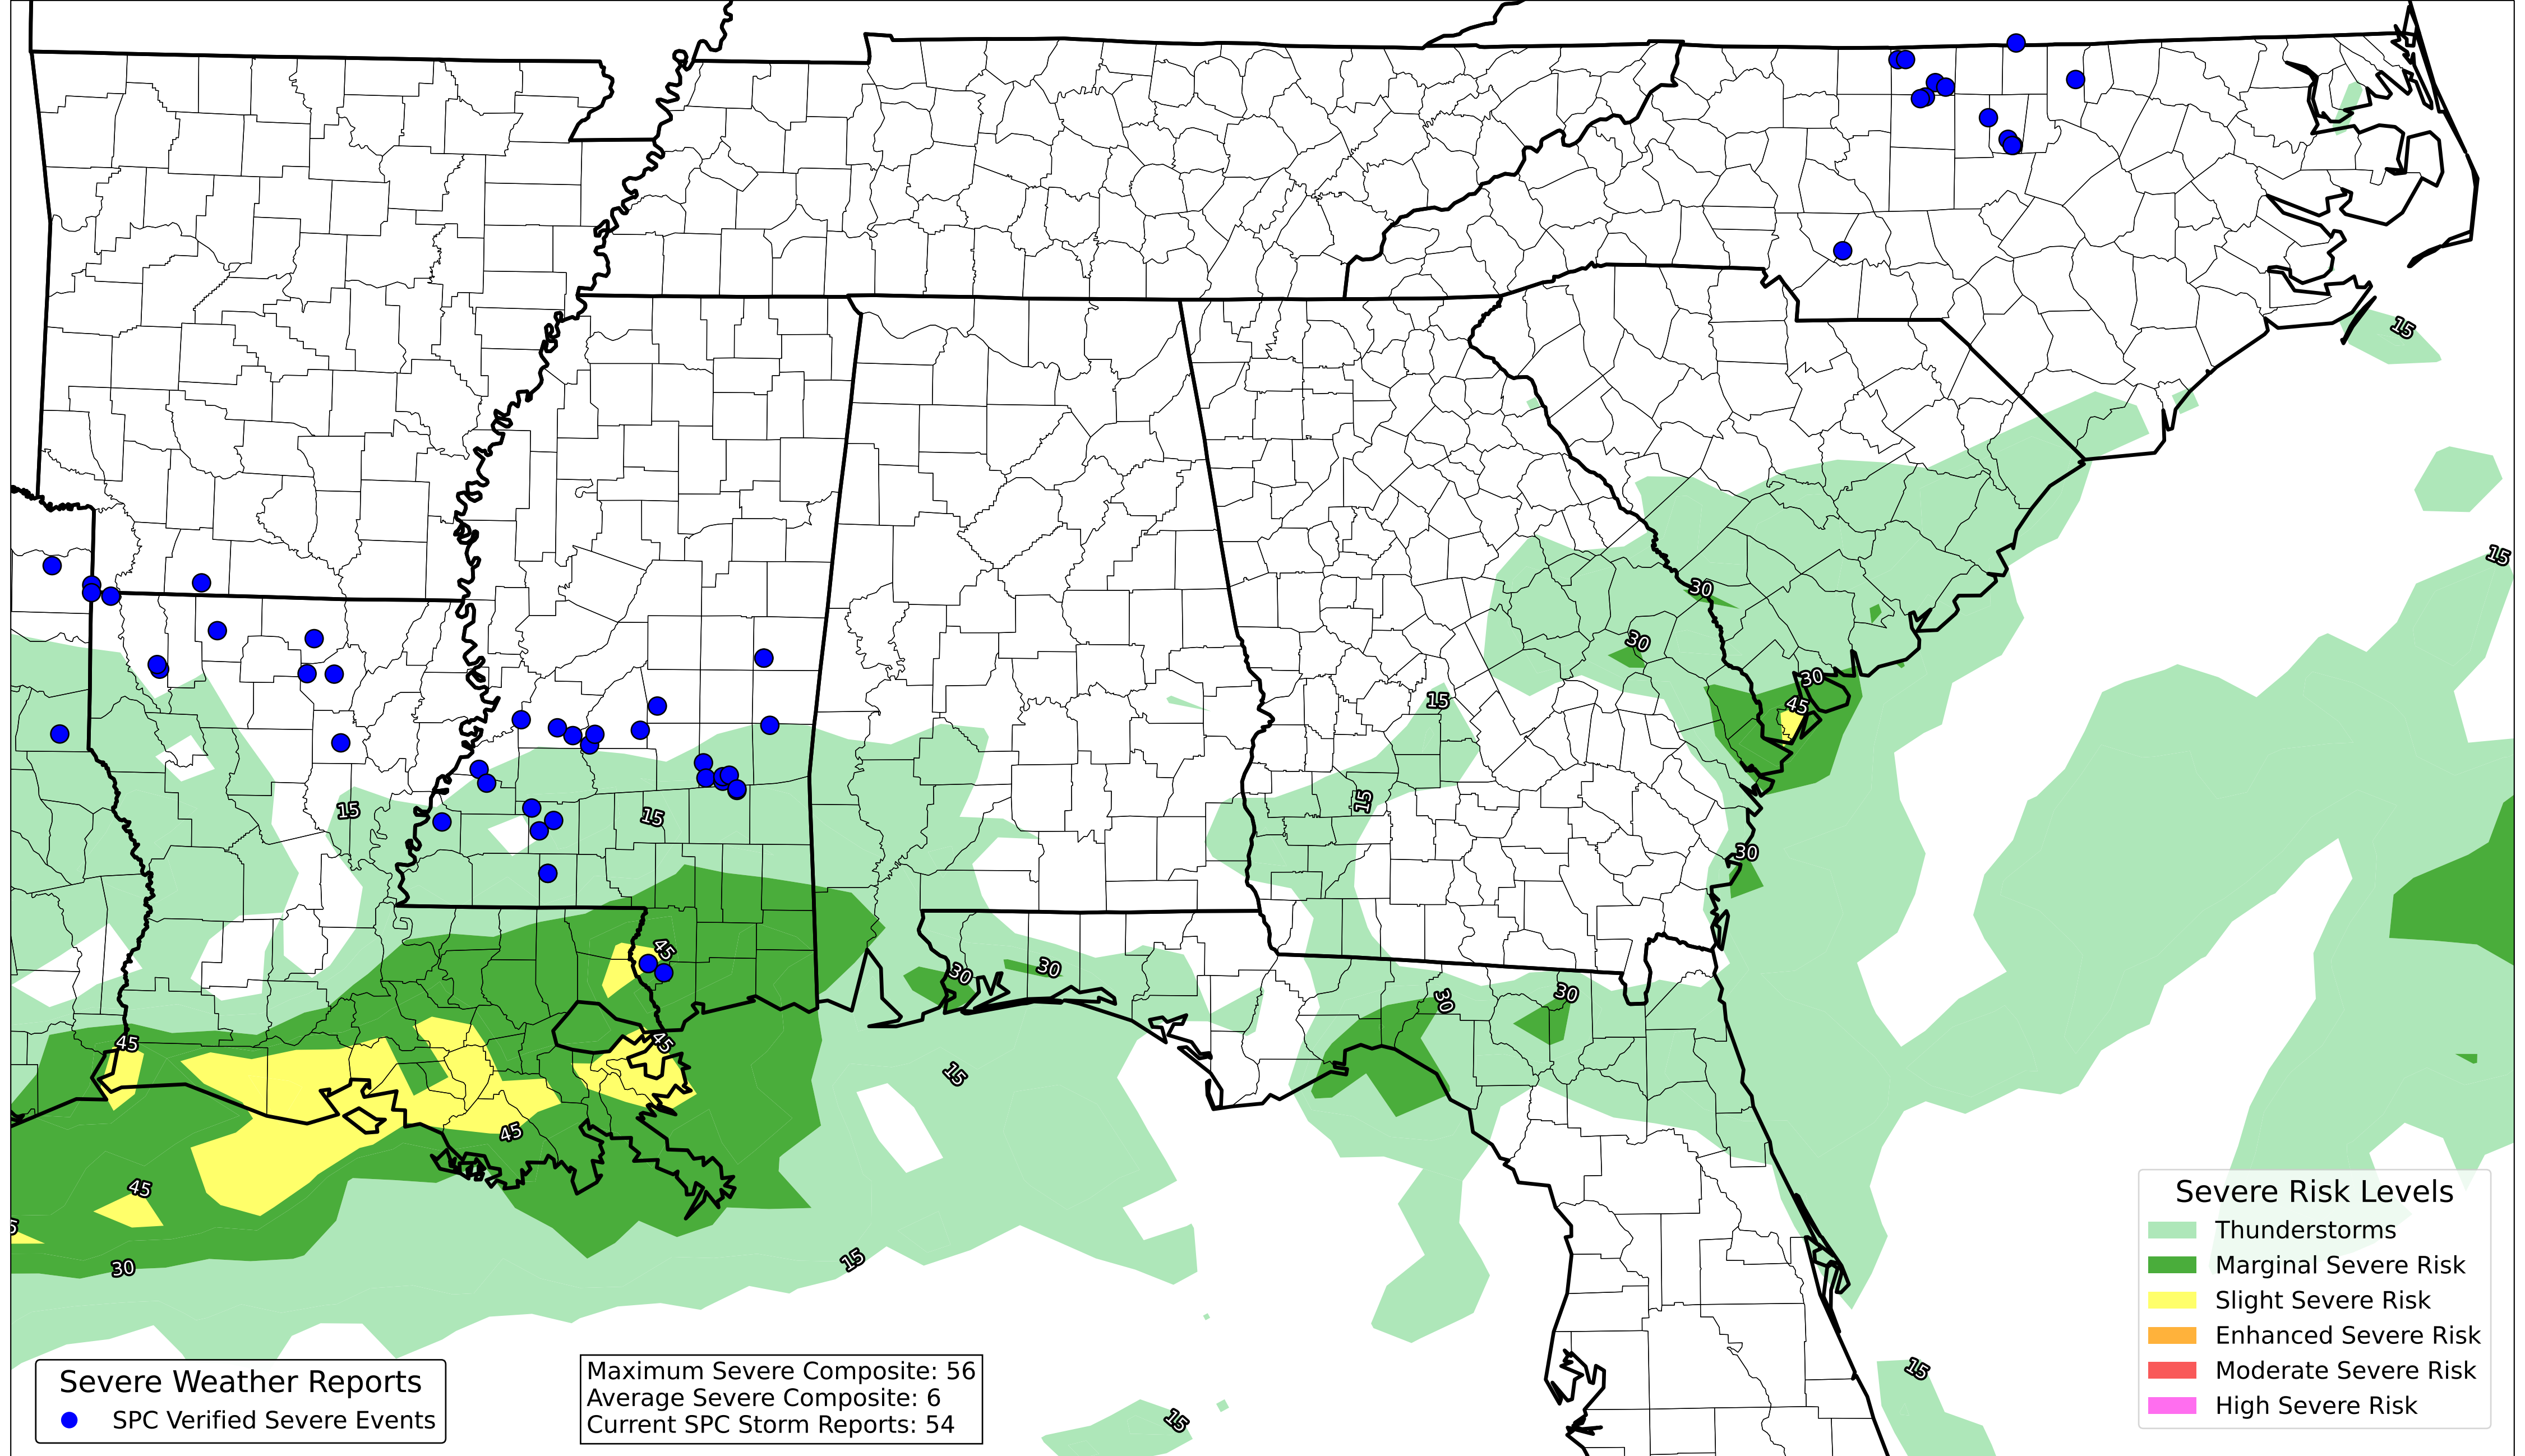 15
15
30
30
30
15
45
15
15
15
30
45
30
30
30
30
45
45
15
45
45
5
15
30
15
15
Severe Risk Levels
Thunderstorms
Marginal Severe Risk
Slight Severe Risk
Enhanced Severe Risk
Moderate Severe Risk
High Severe Risk
Severe Weather Reports
SPC Verified Severe Events
Maximum Severe Composite: 56
Average Severe Composite: 6
Current SPC Storm Reports: 54